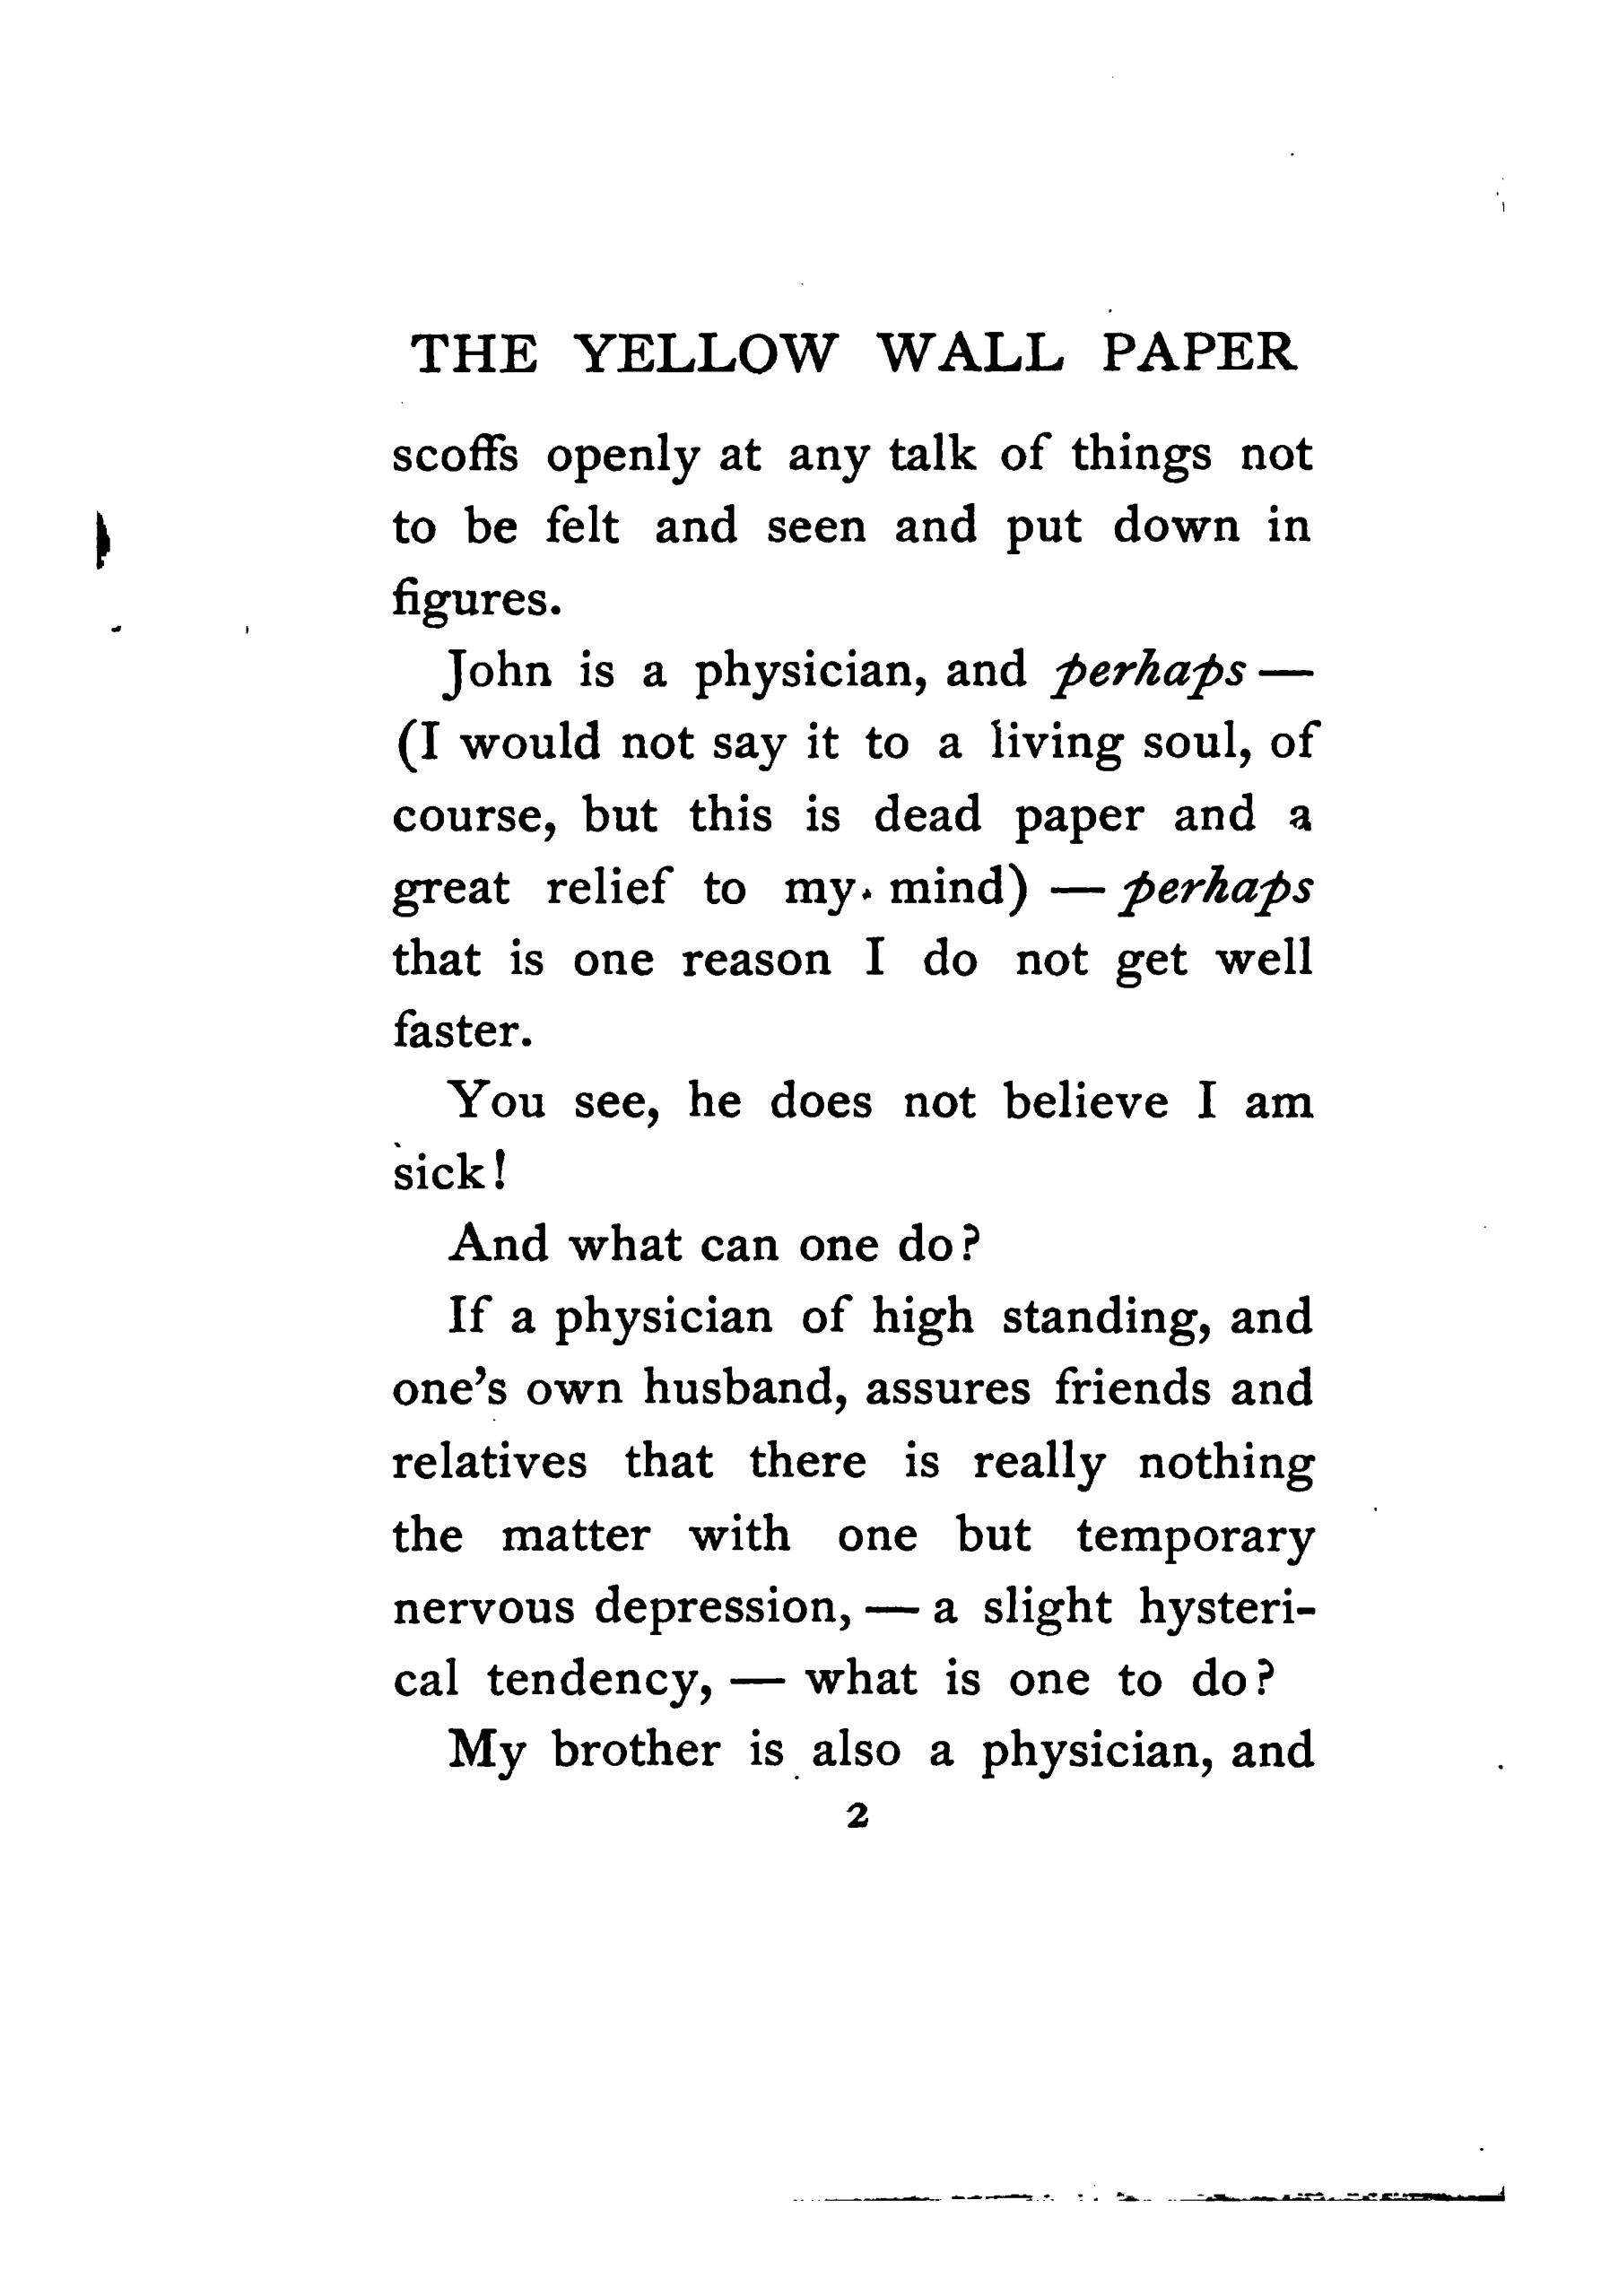 THE YELLOW WALL PAPER
scoffs openly at any talk of things not
to be felt and seen and put down in
figures.
John is a physician, and perhaps —
(I would not say it to a living soul, of
course, but this is dead paper and a
great relief to my mind) — perhaps
that is one reason I do not get well
faster.
You see, he does not believe I am
sick!
And what can one do?
If a physician of high standing, and
one's own husband, assures friends and
relatives that there is really nothing
the matter with one but temporary
nervous depression, — a slight hysteri-
cal tendency, — what is one to do?
My brother is also a physician, and
2